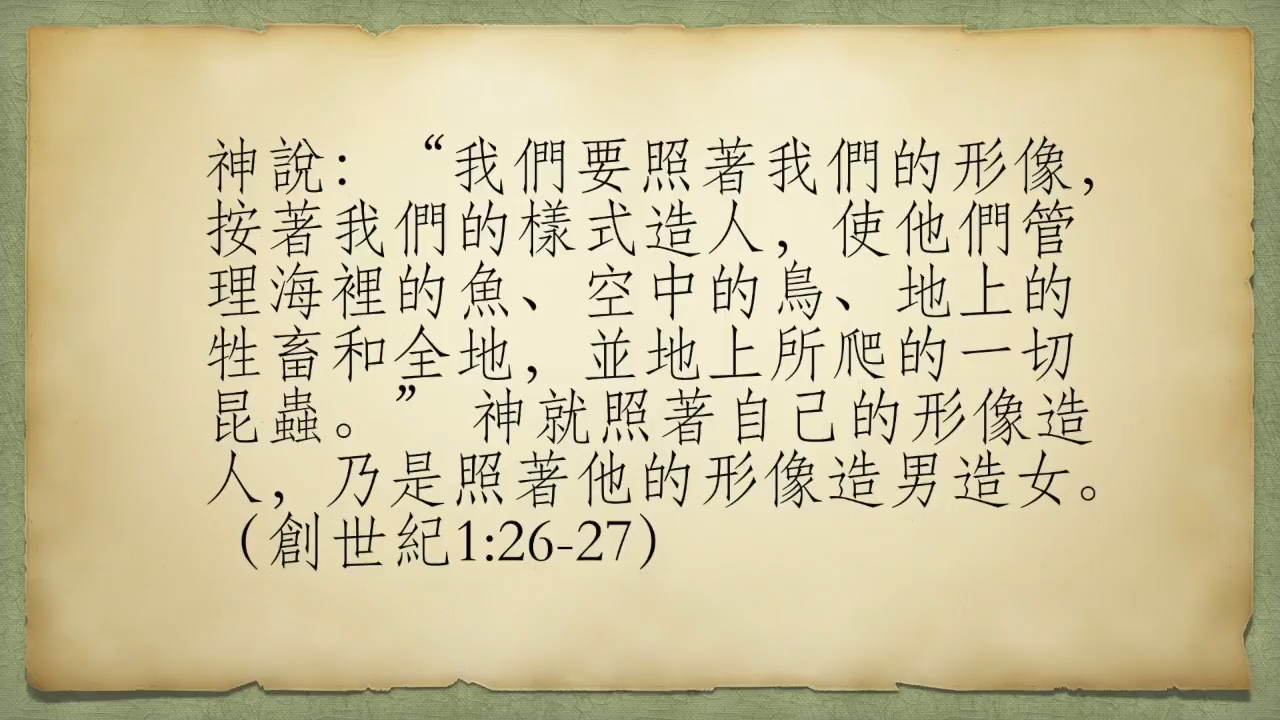 神說：“我們要照著我們的形像，
按著我們的樣式造人，使他們管
理海裡的魚、空中的鳥、地上的
牲畜和全地，並地上所爬的一切
昆蟲。” 神就照著自己的形像造
人，乃是照著他的形像造男造女。
（創世紀1:26-27）